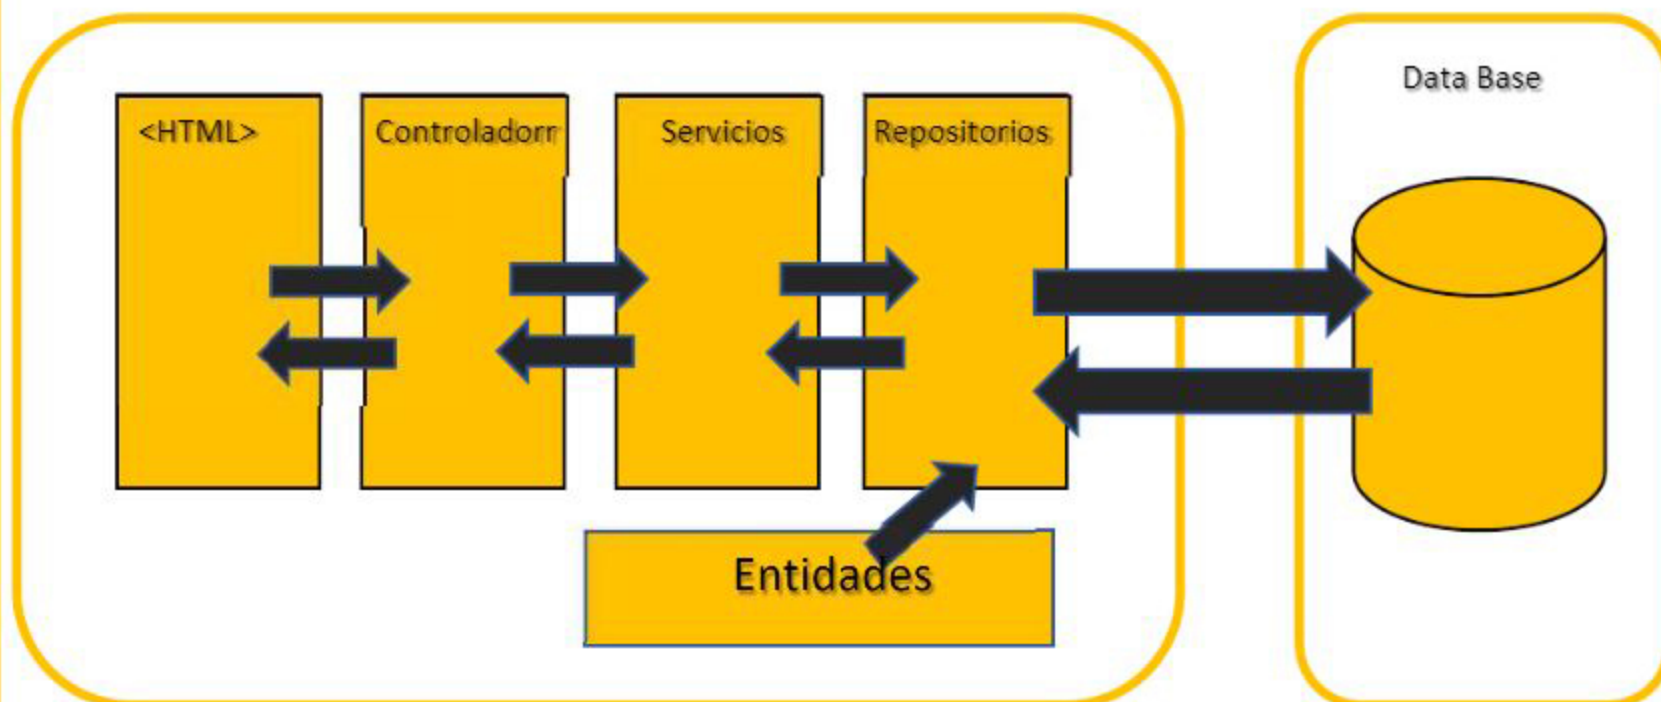 Data Base
<HTML>
Controladorr
Servicios
Repositorios
Entidades